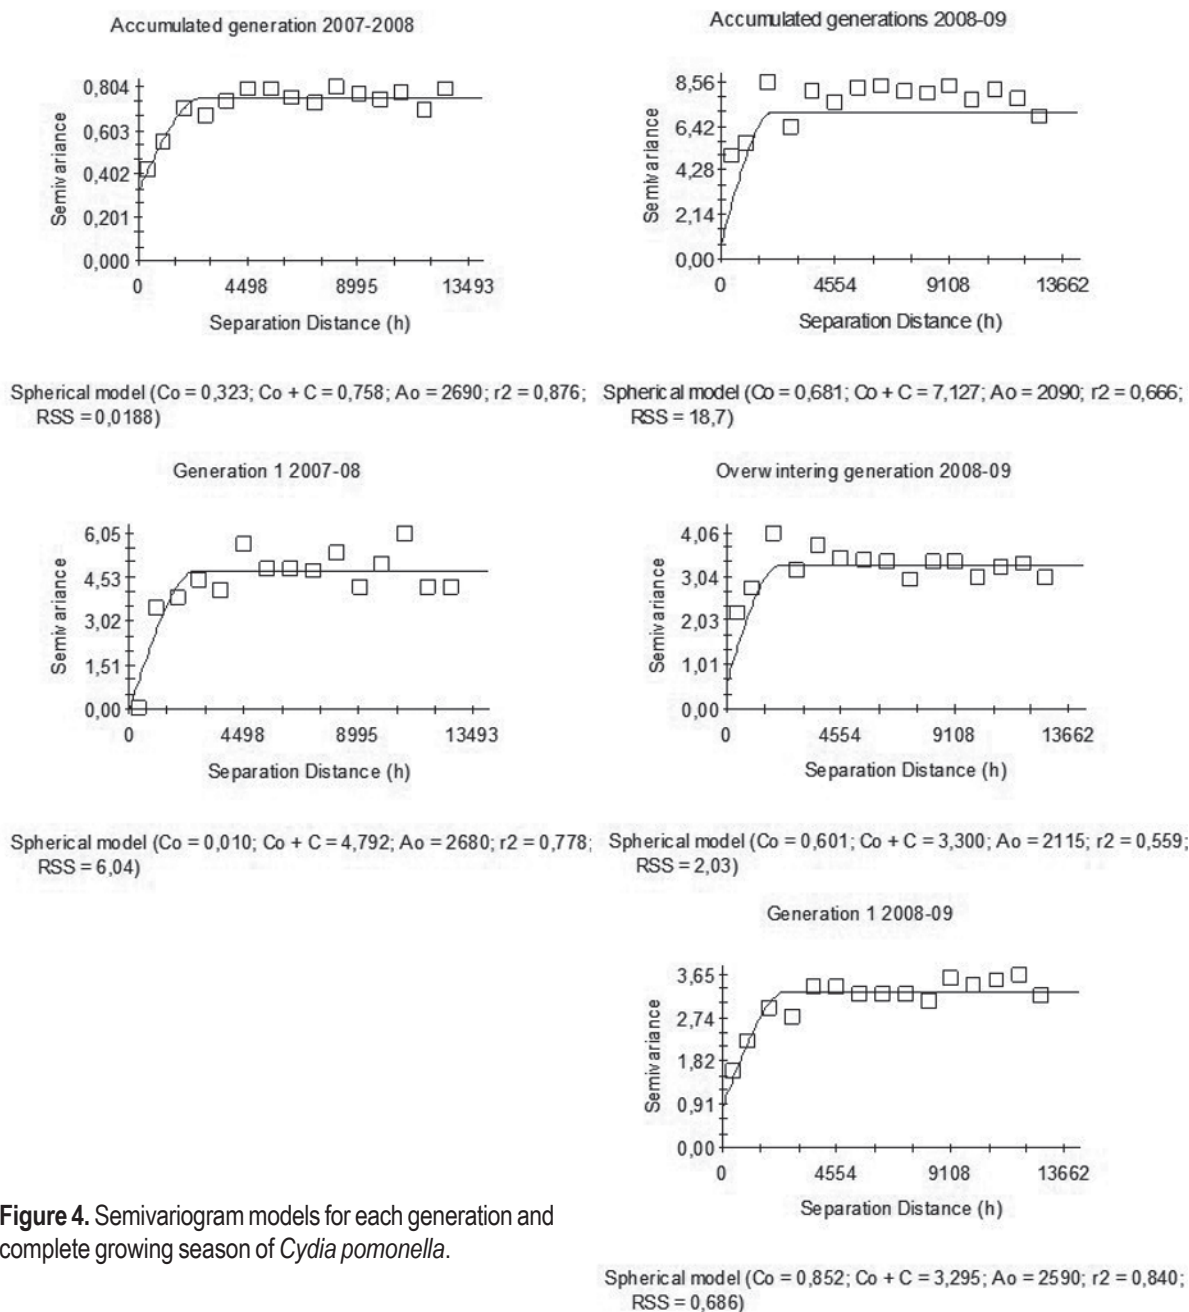 Accumulated generation 2007-2008
0,804
0,603
0,402
0,201
0,000
Semivariance
0 4498 8995 13493
Separation Distance (h)
Spherical model (Co = 0,323; Co + C = 0,758; Ao = 2690; r2 = 0,876;
RSS = 0,0188)
Accumulated generations 2008-09
8,56
6,42
4,28
2,14
0,00
Semivariance
0 4554 9108 13662
Separation Distance (h)
Spherical model (Co = 0,681; Co + C = 7,127; Ao = 2090; r2 = 0,666;
RSS = 18,7)
Generation 1 2007-08
6,05
4,53
3,02
1,51
0,00
Semivariance
0 4498 8995 13493
Separation Distance (h)
Spherical model (Co = 0,010; Co + C = 4,792; Ao = 2680; r2 = 0,778;
RSS = 6,04)
Overwintering generation 2008-09
4,06
3,04
2,03
1,01
0,00
Semivariance
0 4554 9108 13662
Separation Distance (h)
Spherical model (Co = 0,601; Co + C = 3,300; Ao = 2115; r2 = 0,559;
RSS = 2,03)
Generation 1 2008-09
3,65
2,74
1,82
0,91
0,00
Semivariance
0 4554 9108 13662
Separation Distance (h)
Spherical model (Co = 0,852; Co + C = 3,295; Ao = 2590; r2 = 0,840;
RSS = 0,686)
Figure 4. Semivariogram models for each generation and
complete growing season of Cydia pomonella.